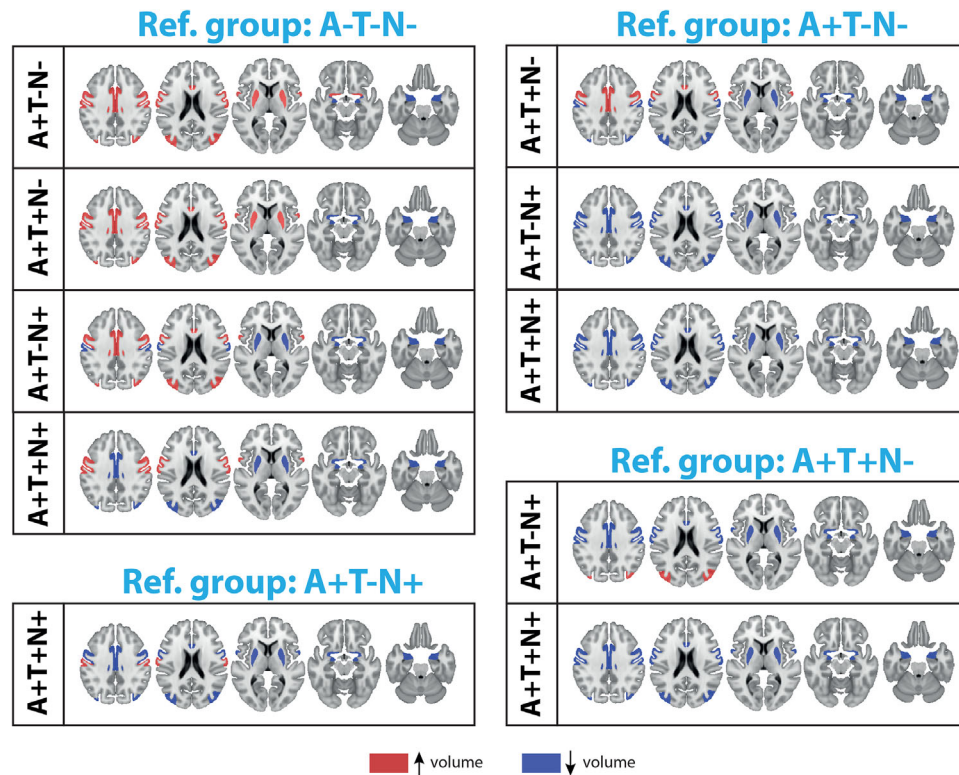 Ref. group: A-T-N-
A+T-N-
A+T+N-
A+T-N+
A+T+N+
Ref. group: A+T-N+
A+T+N+
Ref. group: A+T-N-
A+T+N-
A+T-N+
A+T+N+
Ref. group: A+T+N-
A+T-N+
A+T+N+
↑ volume
↓ volume